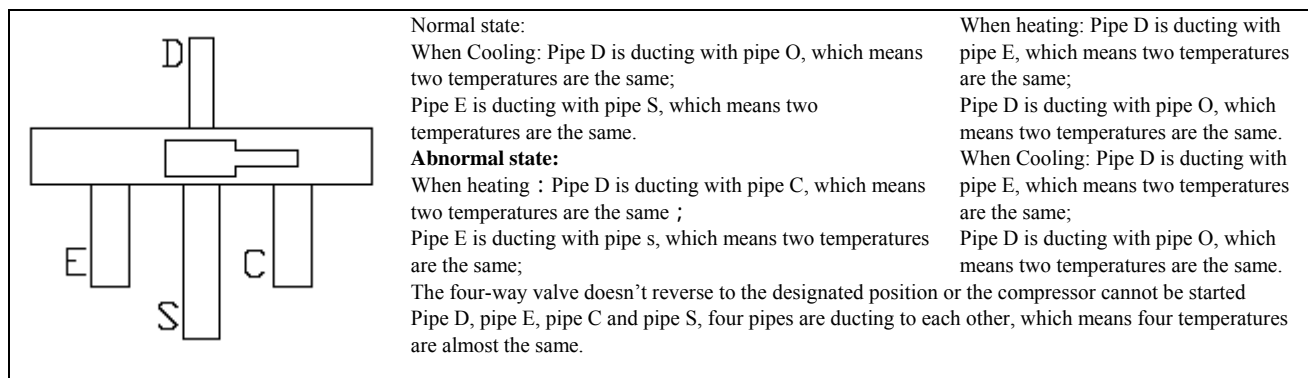 D
E
C
S
Normal state:
When Cooling: Pipe D is ducting with pipe O, which means
two temperatures are the same;
Pipe E is ducting with pipe S, which means two
temperatures are the same.
Abnormal state:
When heating：Pipe D is ducting with pipe C, which means
two temperatures are the same；
Pipe E is ducting with pipe s, which means two temperatures
are the same;
When heating: Pipe D is ducting with
pipe E, which means two temperatures
are the same;
Pipe D is ducting with pipe O, which
means two temperatures are the same.
When Cooling: Pipe D is ducting with
pipe E, which means two temperatures
are the same;
Pipe D is ducting with pipe O, which
means two temperatures are the same.
The four-way valve doesn’t reverse to the designated position or the compressor cannot be started
Pipe D, pipe E, pipe C and pipe S, four pipes are ducting to each other, which means four temperatures
are almost the same.